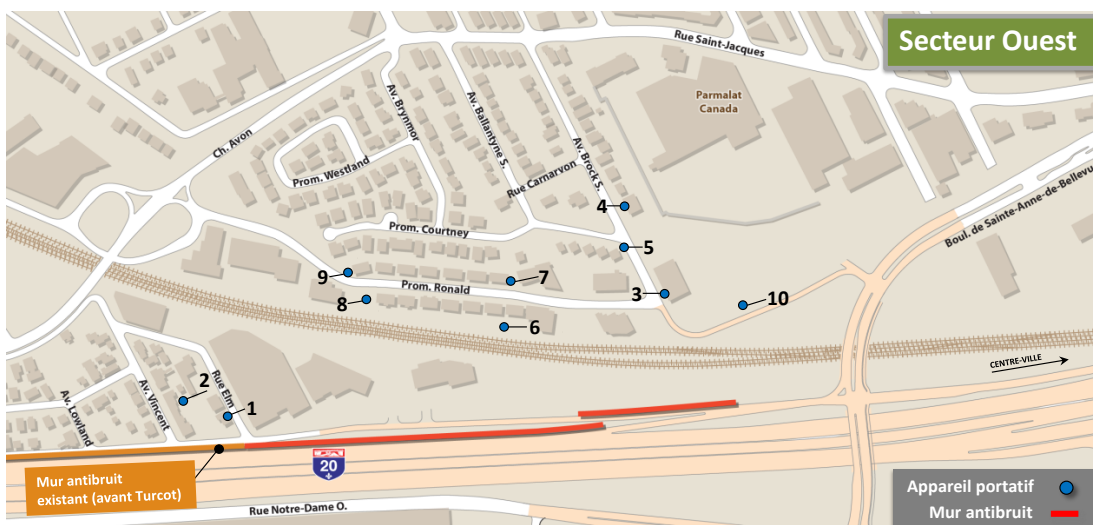 Secteur Ouest
Rue Saint-Jacques
Parmalat
Canada
Av. Brynmor
Av. Ballantyne S.
Av. Brock S.
Ch. Avon
Prom. Westland
Rue Carnarvon
4
Prom. Courtney
5
Boul. de Sainte-Anne-de-Bellevue
9
7
Prom. Ronald
3
8
10
6
CENTRE-VILLE
2
Rue Elm
1
Av. Vincent
Av. Lowland
Mur antibruit
existant (avant Turcot)
20
Appareil portatif
Mur antibruit
Rue Notre-Dame O.